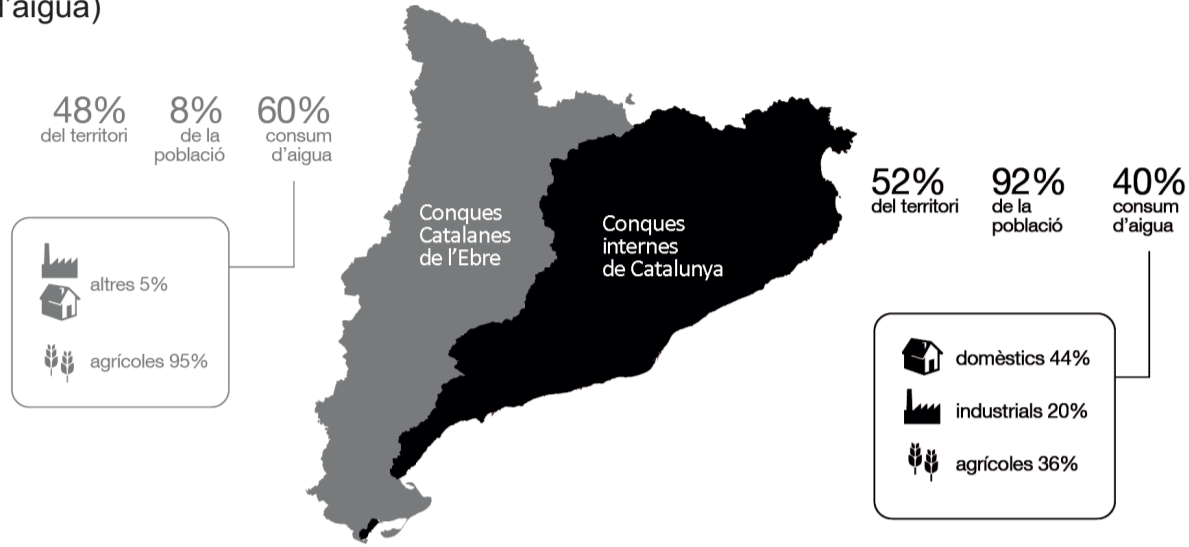 l'aigua)
48%
del territori
8%
de la
població
60%
consum
d'aigua
altres 5%
agrícoles 95%
Conques
Catalanes
de l'Ebre
Conques
internes
de Catalunya
52%
del territori
92%
de la
població
40%
consum
d'aigua
domèstics 44%
industrials 20%
agrícoles 36%